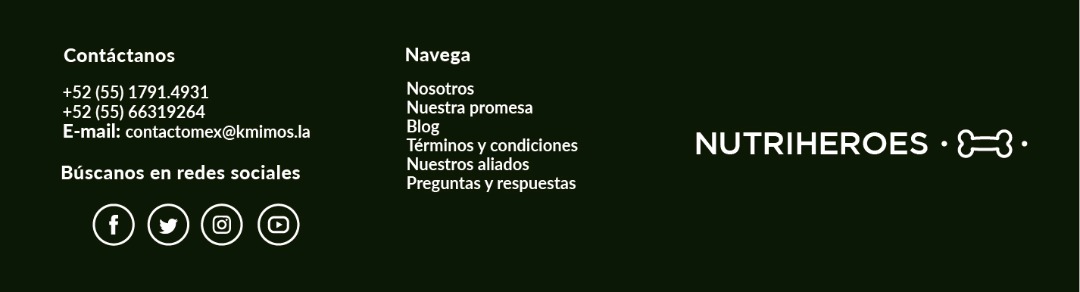 Contáctanos
+52 (55) 1791.4931
+52 (55) 66319264
E-mail: contactomex@kmimos.la
Búscanos en redes sociales
Navega
Nosotros
Nuestra promesa
Blog
Términos y condiciones
Nuestros aliados
Preguntas y respuestas
NUTRIHEROES